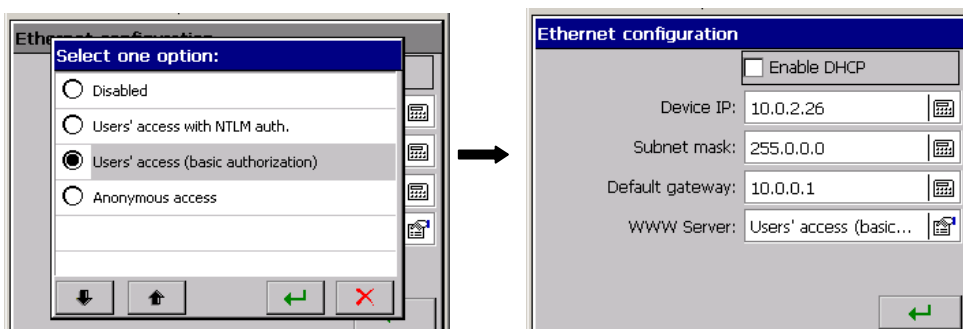 Ethernet configuration
Select one option:
Disabled
Users' access with NTLM auth.
Users' access (basic authorization)
Anonymous access
Ethernet configuration
Enable DHCP
Device IP: 10.0.2.26
Subnet mask: 255.0.0.0
Default gateway: 10.0.0.1
WWW Server: Users' access (basic...